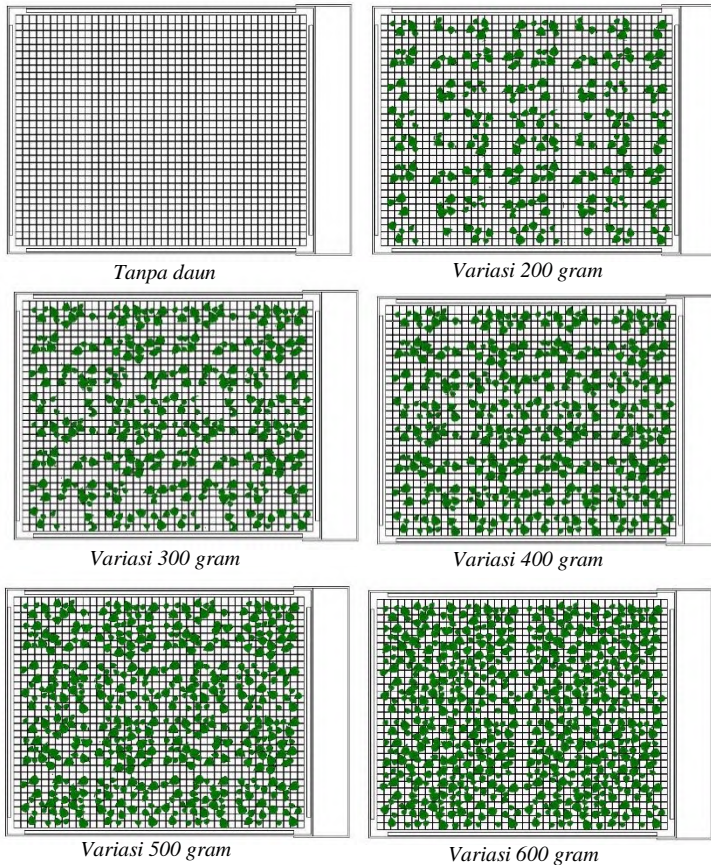 Tanpa daun
Variasi 200 gram
Variasi 300 gram
Variasi 400 gram
Variasi 500 gram
Variasi 600 gram